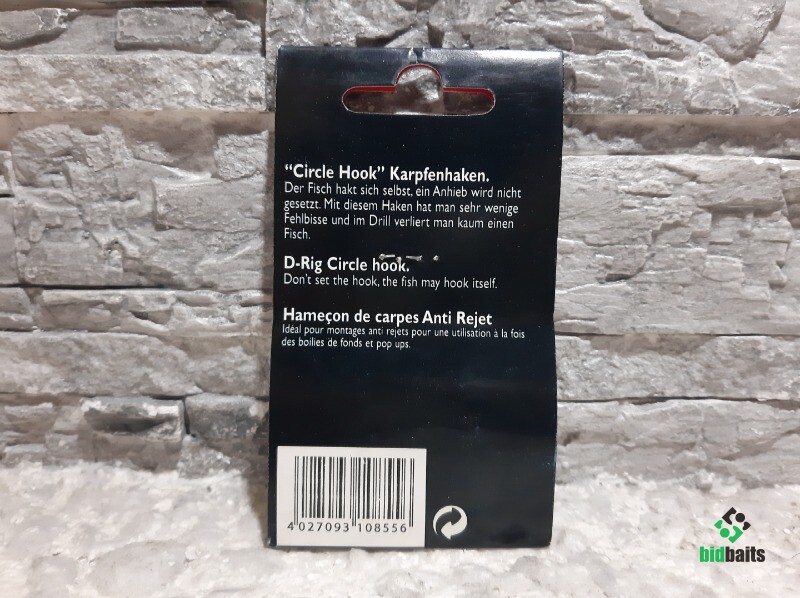 “Circle Hook” Karpfenhaken.
Der Fisch hakt sich selbst, ein Anhieb wird nicht
gesetzt. Mit diesem Haken hat man sehr wenige
Fehlbisse und im Drill verliert man kaum einen
Fisch.
D-Rig Circle hook.
Don't set the hook, the fish may hook itself.
Hameçon de carpes Anti Rejet
Idéal pour montages anti rejets pour une utilisation à la fois
des boilies de fonds et pop ups.
4 027093 108556
bidbaits